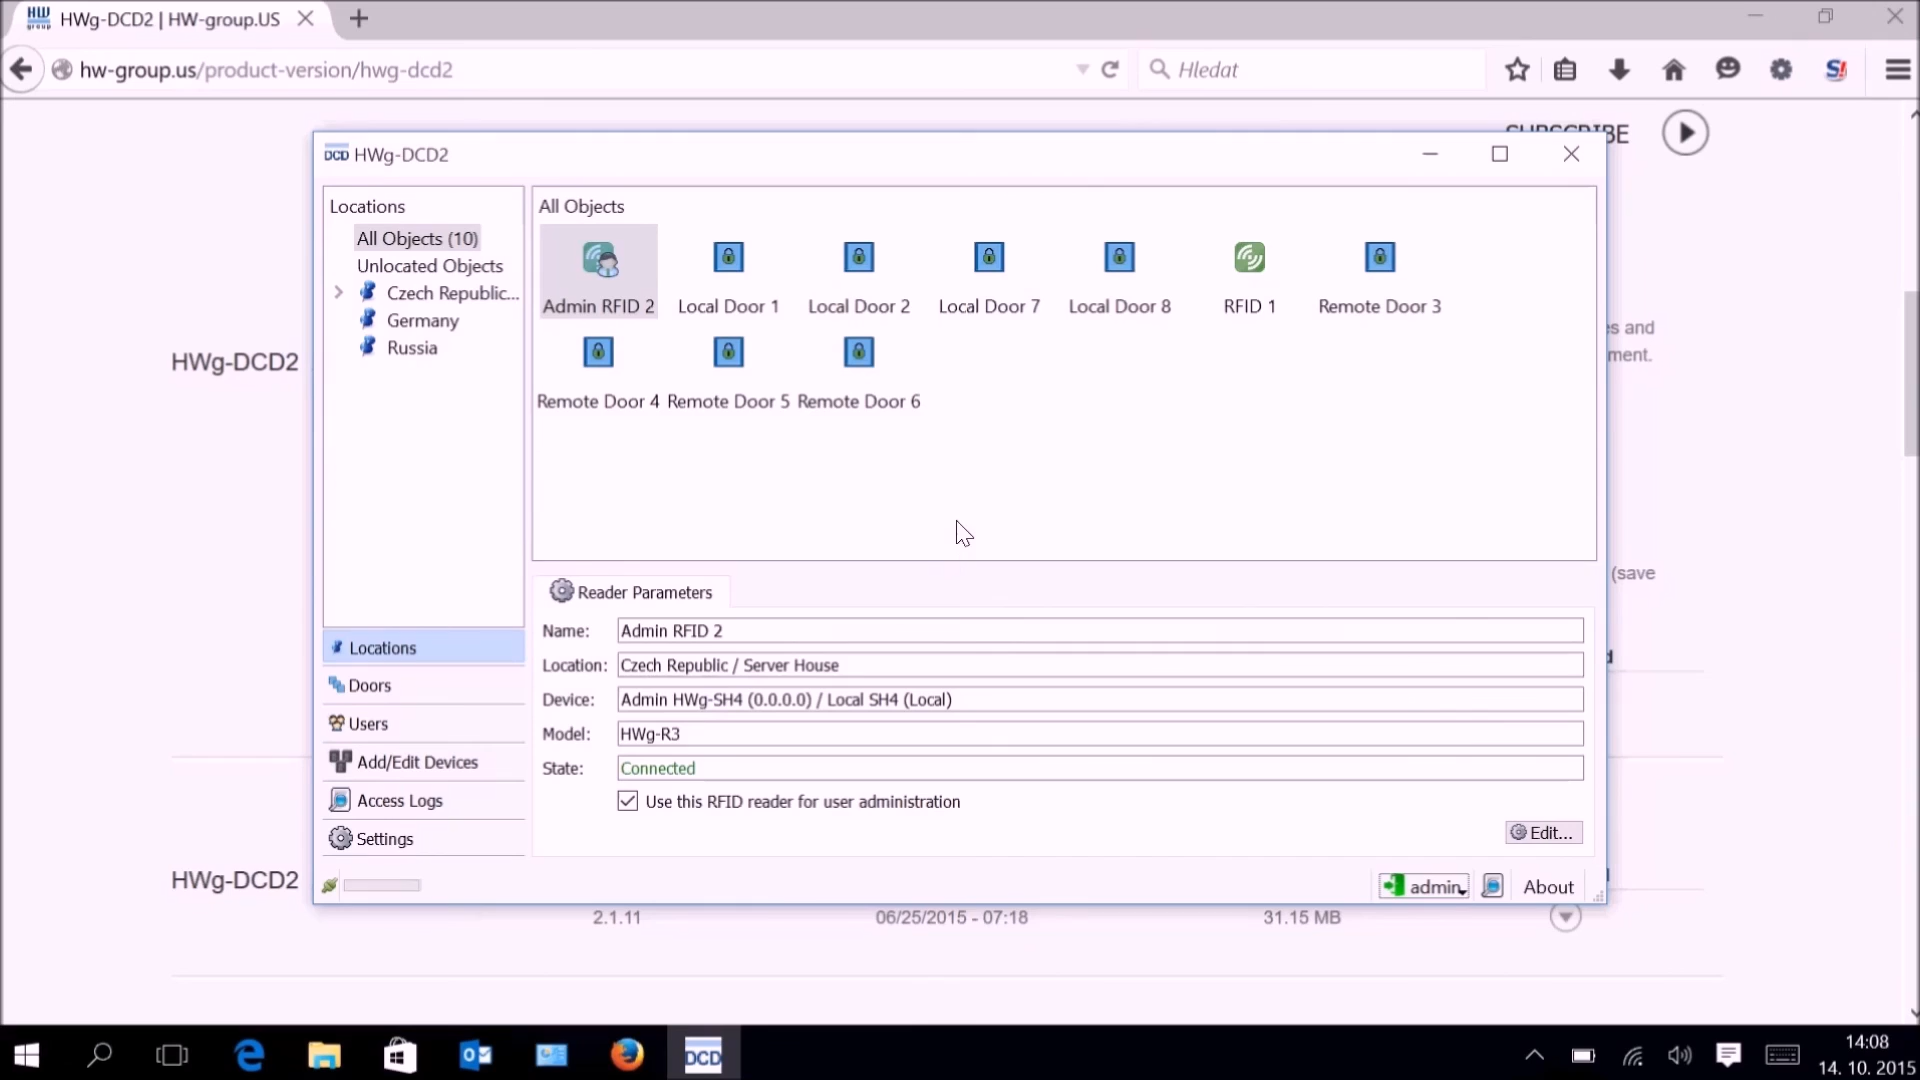 HW group
HWg-DCD2 | HW-group.US
hw-group.us/product-version/hwg-dcd2
Hledat
S!
SUBSCRIBE
DCD HWg-DCD2
Locations
All Objects (10)
Unlocated Objects
Czech Republic...
Germany
Russia
All Objects
Admin RFID 2
Local Door 1
Local Door 2
Local Door 7
Local Door 8
RFID 1
Remote Door 3
Remote Door 4
Remote Door 5
Remote Door 6
HWg-DCD2
es and
ment.
(save
Reader Parameters
Name: Admin RFID 2
Location: Czech Republic / Server House
Device: Admin HWg-SH4 (0.0.0.0) / Local SH4 (Local)
Model: HWg-R3
State: Connected
Use this RFID reader for user administration
Edit...
Locations
Doors
Users
Add/Edit Devices
Access Logs
Settings
admin
About
HWg-DCD2
2.1.11
06/25/2015 - 07:18
31.15 MB
DCD
14:08
14. 10. 2015